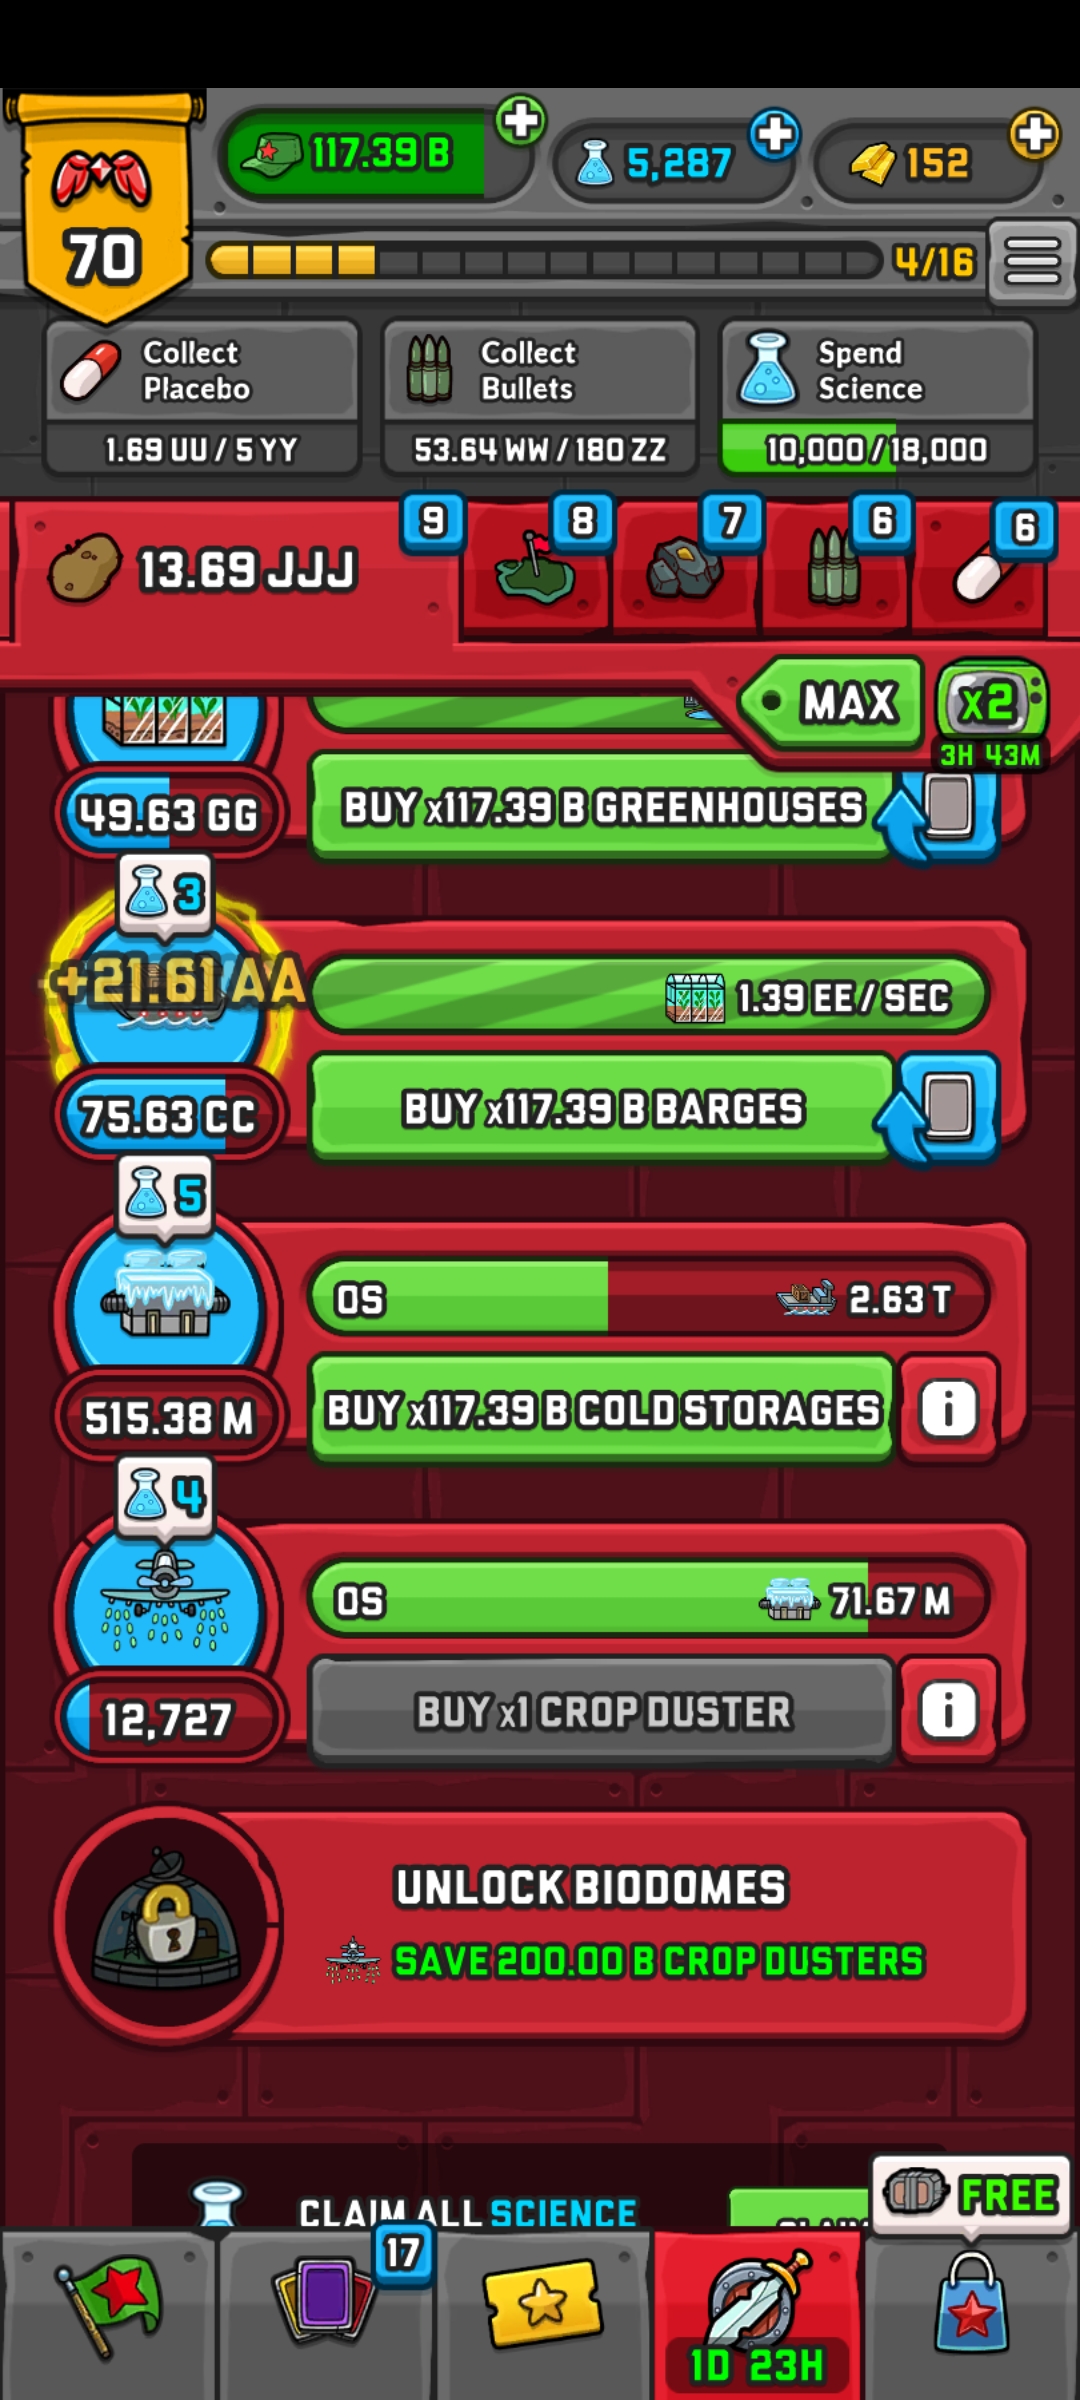 117.39 B
5,287
152
70
4/16
Collect
Placebo
1.69 UU / 5 YY
Collect
Bullets
53.64 WW / 180 ZZ
Spend
Science
10,000 / 18,000
13.69 JJJ
9
8
7
6
6
MAX
x2
3H 43M
49.63 GG
BUY x117.39 B GREENHOUSES
3
+21.61 AA
1.39 EE / SEC
75.63 CC
BUY x117.39 B BARGES
5
0S
2.63 T
515.38 M
BUY x117.39 B COLD STORAGES
i
4
0S
71.67 M
12,727
BUY x1 CROP DUSTER
i
UNLOCK BIODOMES
SAVE 200.00 B CROP DUSTERS
CLAIM ALL SCIENCE
FREE
17
1D 23H